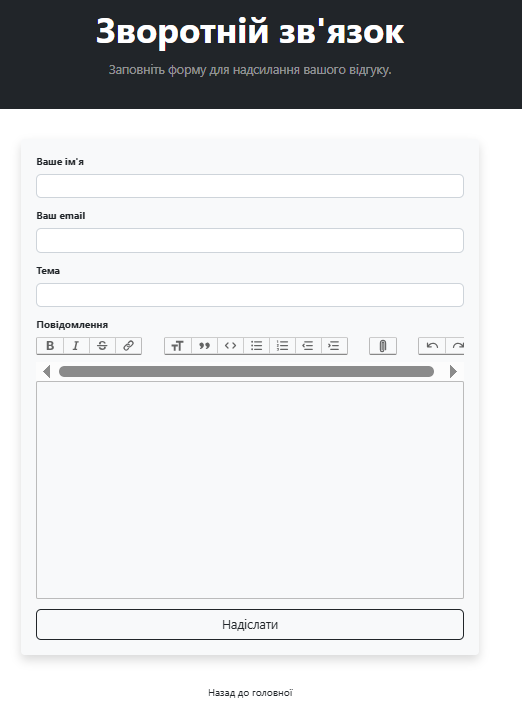 Зворотній зв'язок
Заповніть форму для надсилання вашого відгуку.
Ваше ім'я
Ваш email
Тема
Повідомлення
Надіслати
Назад до головної